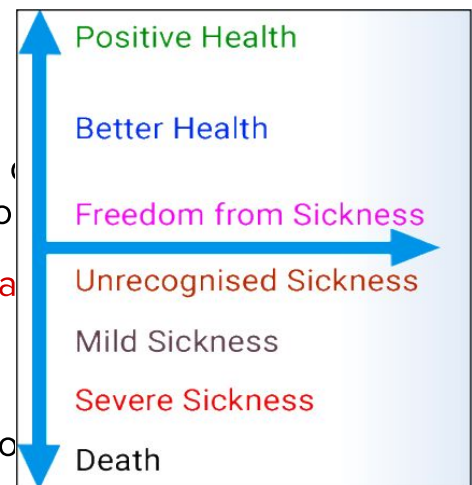 Positive Health
Better Health
Freedom from Sickness
Unrecognised Sickness
Mild Sickness
Severe Sickness
Death